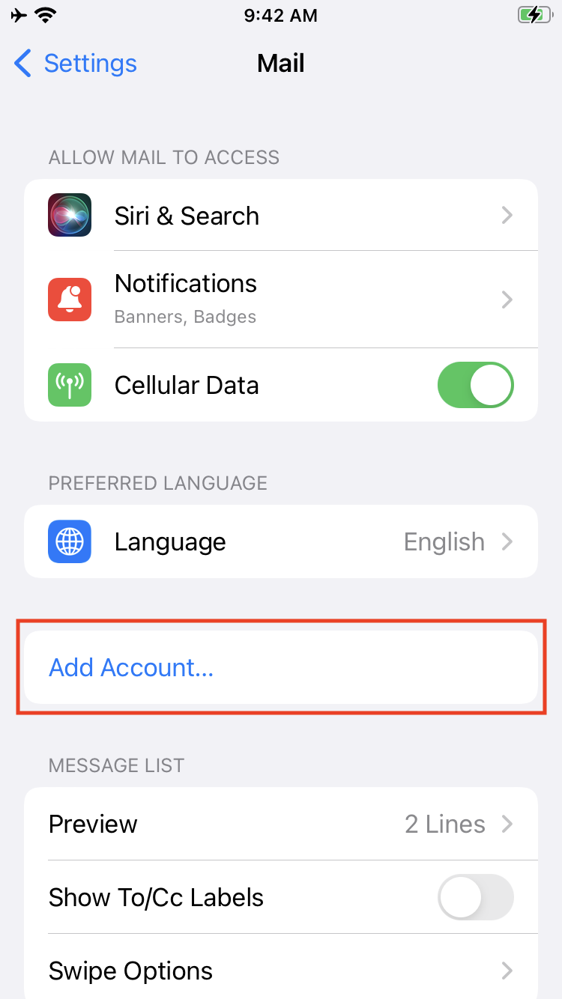 9:42 AM
Settings
Mail
ALLOW MAIL TO ACCESS
Siri & Search
Notifications
Banners, Badges
Cellular Data
PREFERRED LANGUAGE
Language English
Add Account...
MESSAGE LIST
Preview 2 Lines
Show To/Cc Labels
Swipe Options